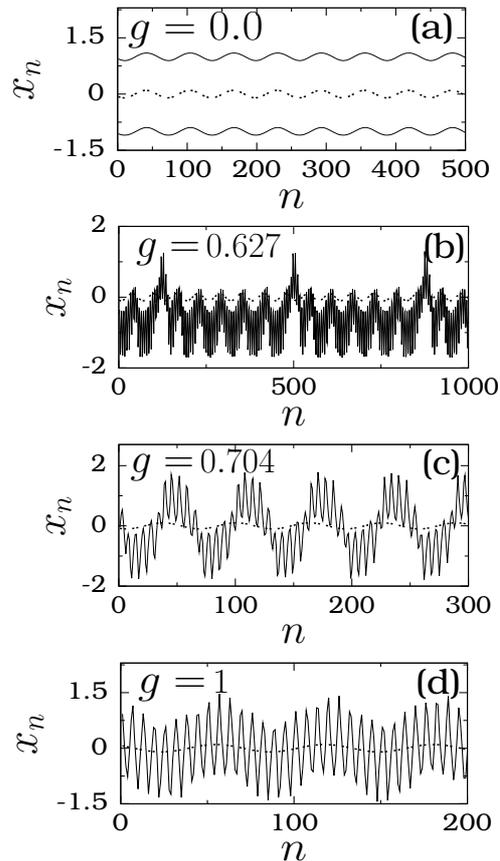 g = 0.0 (a)
1.5
0
-1.5
x_n
0 100 200 300 400 500
n
g = 0.627 (b)
2
0
-2
x_n
0 500 1000
n
g = 0.704 (c)
2
0
-2
x_n
0 100 200 300
n
g = 1 (d)
1.5
0
-1.5
x_n
0 100 200
n